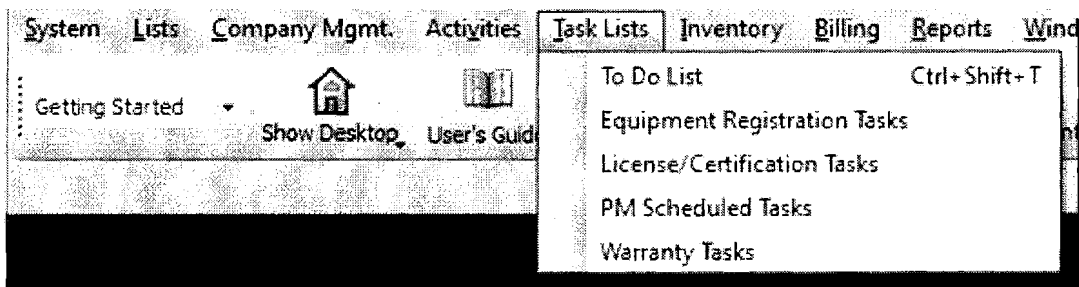 System Lists Company Mgmt. Activities Task Lists Inventory Billing Reports Wind
Getting Started
Show Desktop
User's Guid
To Do List Ctrl+Shift+T
Equipment Registration Tasks
License/Certification Tasks
PM Scheduled Tasks
Warranty Tasks